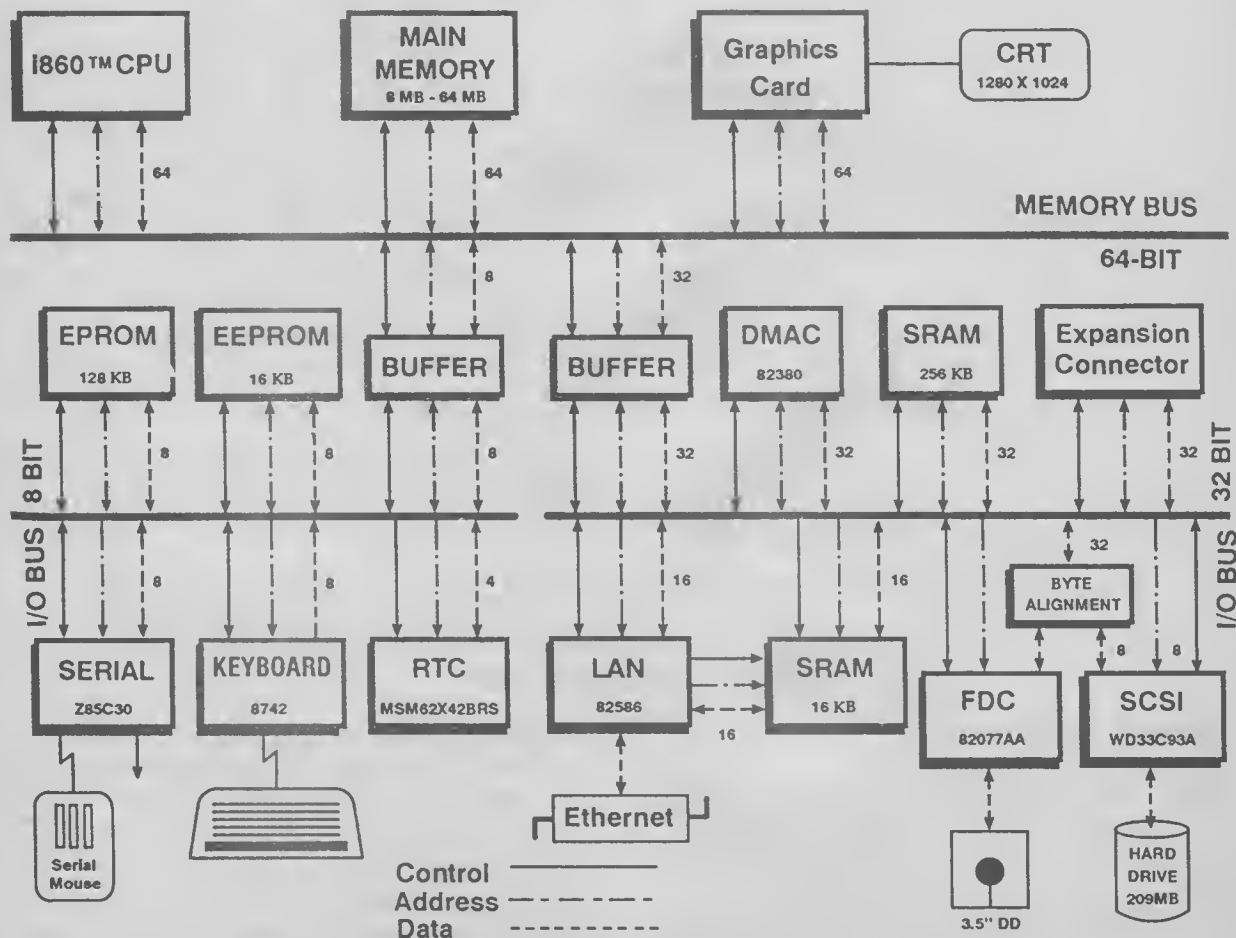 i860™CPU
MAIN
MEMORY
8 MB - 64 MB
Graphics
Card
CRT
1280 X 1024
64
64
64
MEMORY BUS
64-BIT
8
32
EPROM
128 KB
EEPROM
16 KB
BUFFER
BUFFER
DMAC
82380
SRAM
256 KB
Expansion
Connector
8
8
8
32
32
32
32
I/O BUS 8 BIT
I/O BUS 32 BIT
8
8
4
16
16
32
BYTE
ALIGNMENT
8
8
SERIAL
Z85C30
KEYBOARD
8742
RTC
MSM62X42BRS
LAN
82586
SRAM
16 KB
16
FDC
82077AA
SCSI
WD33C93A
Serial
Mouse
Ethernet
3.5" DD
HARD
DRIVE
209MB
Control
Address
Data